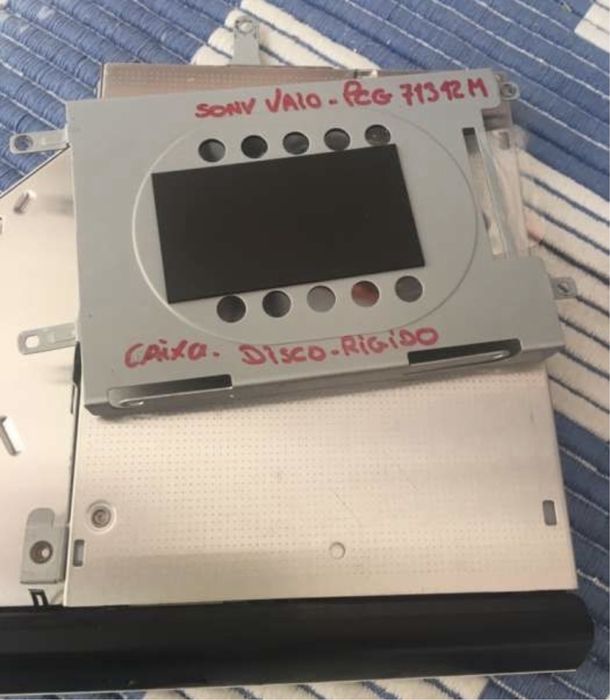 SONY VAIO - PCG 71312M
CAIXA - DISCO - RIGIDO